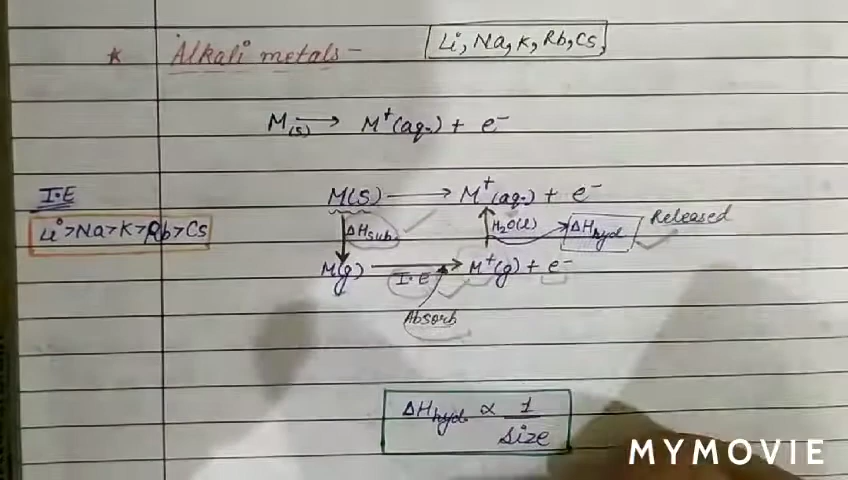 * Alkali metals - Li, Na, K, Rb, Cs,
M(s) → M⁺(aq.) + e⁻
I.E
Li > Na > K > Rb > Cs
M(s) → M⁺(aq.) + e⁻
ΔHsub. H₂O(l) → ΔHhyd. Released
M(g) → M⁺(g) + e⁻
I.E
Absorb
ΔHhyd. ∝ 1
size
MYMOVIE